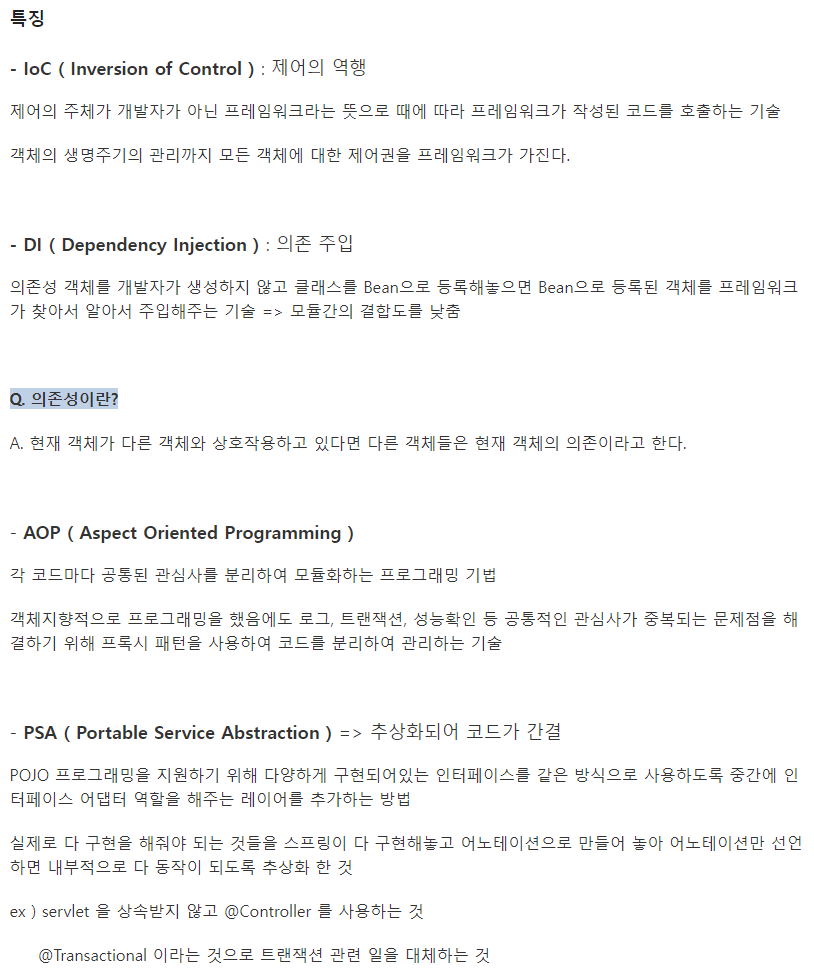 특징
- IoC ( Inversion of Control ) : 제어의 역행
제어의 주체가 개발자가 아닌 프레임워크라는 뜻으로 때에 따라 프레임워크가 작성된 코드를 호출하는 기술
객체의 생명주기의 관리까지 모든 객체에 대한 제어권을 프레임워크가 가진다.
- DI ( Dependency Injection ) : 의존 주입
의존성 객체를 개발자가 생성하지 않고 클래스를 Bean으로 등록해놓으면 Bean으로 등록된 객체를 프레임워크
가 찾아서 알아서 주입해주는 기술 => 모듈간의 결합도를 낮춤
Q. 의존성이란?
A. 현재 객체가 다른 객체와 상호작용하고 있다면 다른 객체들은 현재 객체의 의존이라고 한다.
- AOP ( Aspect Oriented Programming )
각 코드마다 공통된 관심사를 분리하여 모듈화하는 프로그래밍 기법
객체지향적으로 프로그래밍을 했음에도 로그, 트랜잭션, 성능확인 등 공통적인 관심사가 중복되는 문제점을 해
결하기 위해 프록시 패턴을 사용하여 코드를 분리하여 관리하는 기술
- PSA ( Portable Service Abstraction ) => 추상화되어 코드가 간결
POJO 프로그래밍을 지원하기 위해 다양하게 구현되어있는 인터페이스를 같은 방식으로 사용하도록 중간에 인
터페이스 어댑터 역할을 해주는 레이어를 추가하는 방법
실제로 다 구현을 해줘야 되는 것들을 스프링이 다 구현해놓고 어노테이션으로 만들어 놓아 어노테이션만 선언
하면 내부적으로 다 동작이 되도록 추상화 한 것
ex ) servlet 을 상속받지 않고 @Controller 를 사용하는 것
@Transactional 이라는 것으로 트랜잭션 관련 일을 대체하는 것